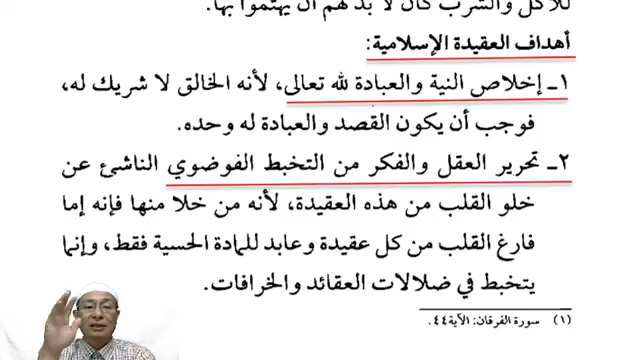 للأكل والشرب كان لا بد لهم أن يهتموا بها.
أهداف العقيدة الإسلامية:
١ـ إخلاص النية والعبادة لله تعالى، لأنه الخالق لا شريك له،
فوجب أن يكون القصد والعبادة له وحده.
٢ـ تحرير العقل والفكر من التخبط الفوضوي الناشئ عن
خلو القلب من هذه العقيدة، لأنه من خلا منها فإنه إما
فارغ القلب من كل عقيدة وعابد للمادة الحسية فقط، وإنما
يتخبط في ضلالات العقائد والخرافات.
(١) سورة الفرقان: الآية ٤٤.